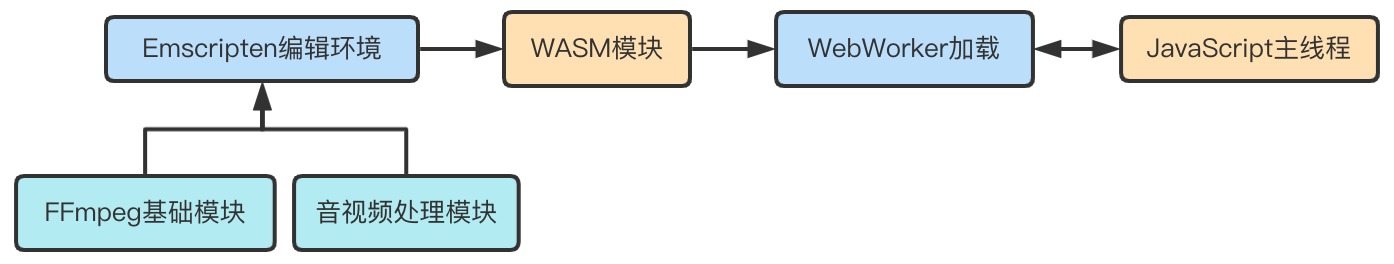 Emscripten编辑环境
WASM模块
WebWorker加载
JavaScript主线程
FFmpeg基础模块
音视频处理模块